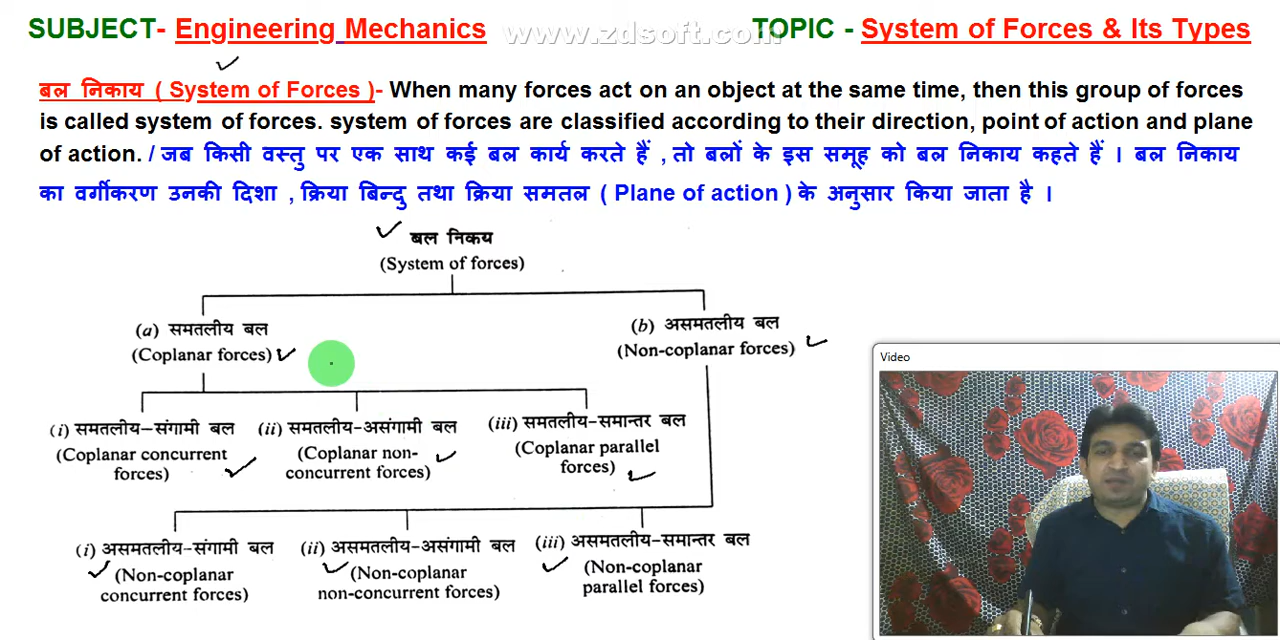 SUBJECT- Engineering Mechanics TOPIC - System of Forces & Its Types
www.zdsoft.com
बल निकाय ( System of Forces )- When many forces act on an object at the same time, then this group of forces
is called system of forces. system of forces are classified according to their direction, point of action and plane
of action. / जब किसी वस्तु पर एक साथ कई बल कार्य करते हैं , तो बलों के इस समूह को बल निकाय कहते हैं । बल निकाय
का वर्गीकरण उनकी दिशा , क्रिया बिन्दु तथा क्रिया समतल ( Plane of action ) के अनुसार किया जाता है ।
बल निकय
(System of forces)
(a) समतलीय बल
(Coplanar forces)
(b) असमतलीय बल
(Non-coplanar forces)
(i) समतलीय–संगामी बल
(Coplanar concurrent
forces)
(ii) समतलीय-असंगामी बल
(Coplanar non-
concurrent forces)
(iii) समतलीय-समान्तर बल
(Coplanar parallel
forces)
(i) असमतलीय-संगामी बल
(Non-coplanar
concurrent forces)
(ii) असमतलीय-असंगामी बल
(Non-coplanar
non-concurrent forces)
(iii) असमतलीय-समान्तर बल
(Non-coplanar
parallel forces)
Video